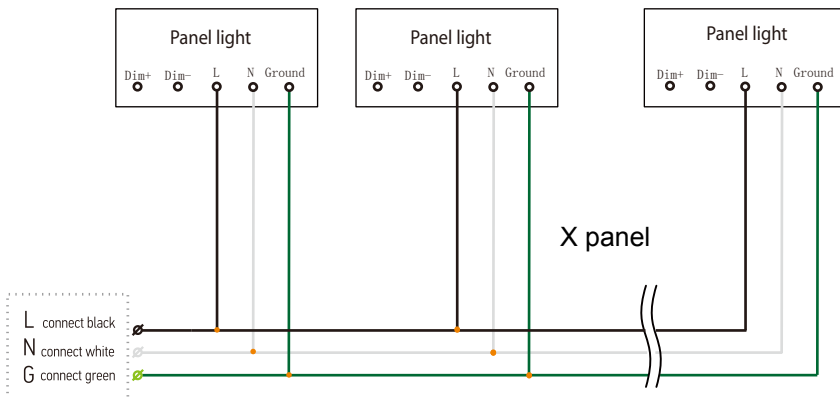 Panel light
Panel light
Panel light
Dim+ Dim- L N Ground
Dim+ Dim- L N Ground
Dim+ Dim- L N Ground
X panel
L connect black
N connect white
G connect green